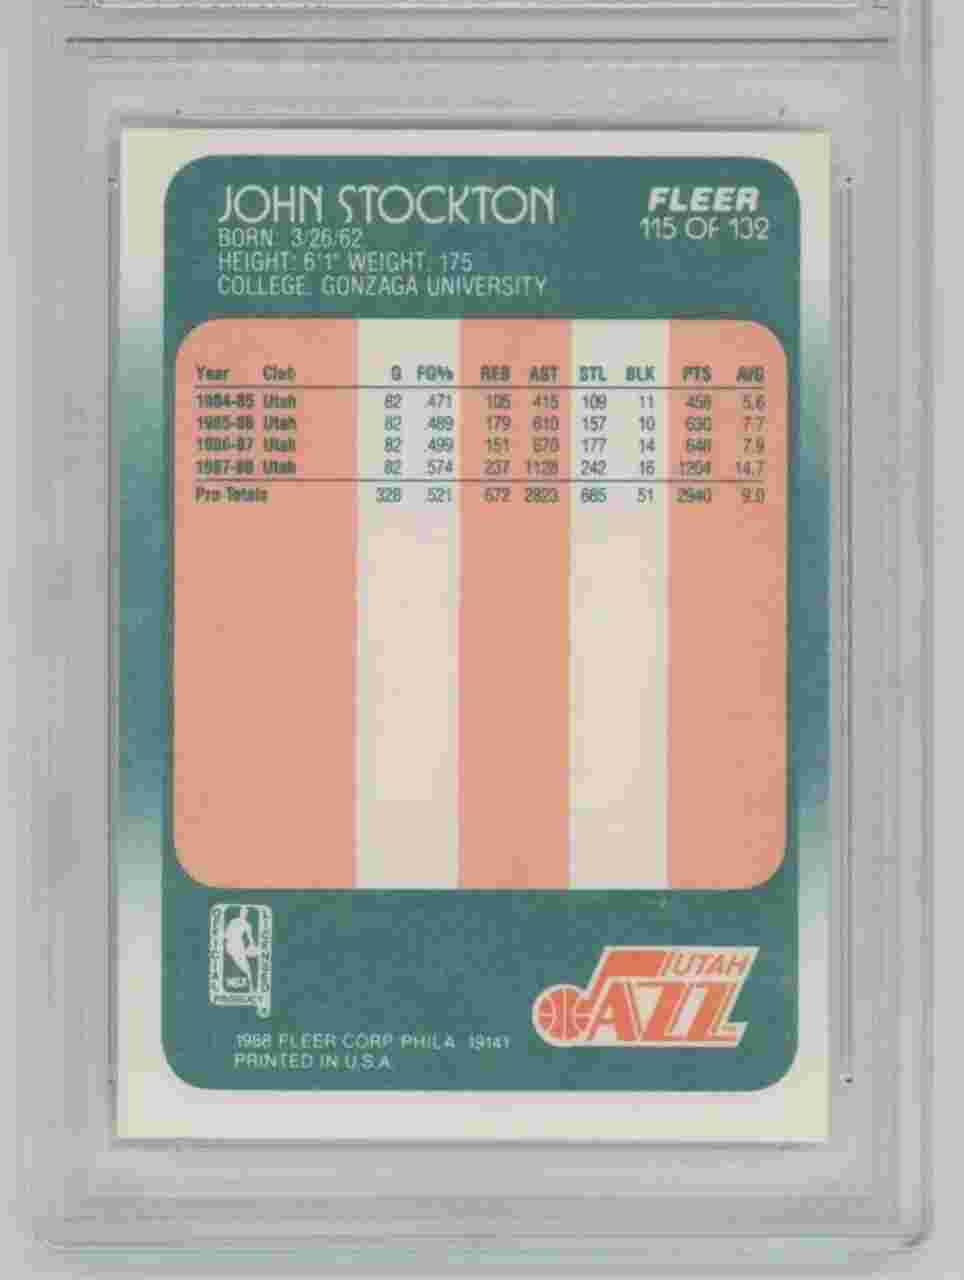 JOHN STOCKTON
FLEER
115 OF 132
BORN: 3/26/62
HEIGHT: 6'1" WEIGHT: 175
COLLEGE: GONZAGA UNIVERSITY
Year Club G FG% REB AST STL BLK PTS AVG
1984-85 Utah 82 .471 105 415 109 11 458 5.6
1985-86 Utah 82 .489 179 610 157 10 630 7.7
1986-87 Utah 82 .499 151 670 177 14 648 7.9
1987-88 Utah 82 .574 237 1128 242 16 1204 14.7
Pro Totals 328 .521 672 2823 685 51 2940 9.0
OFFICIAL
LICENSED
NBA
PRODUCT
UTAH
JAZZ
1988 FLEER CORP PHILA. 19141
PRINTED IN U.S.A.